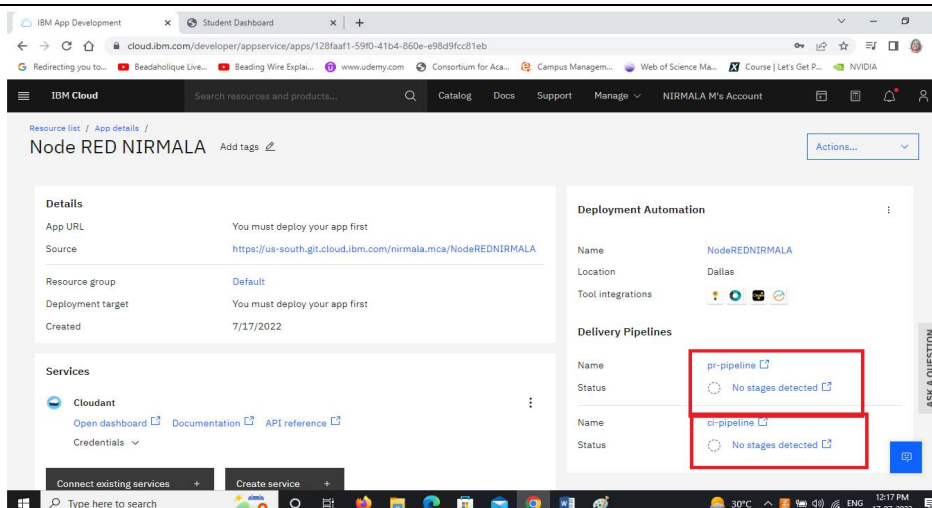 IBM App Development
Student Dashboard
cloud.ibm.com/developer/appservice/apps/128faaf1-59f0-41b4-860e-e98d9fcc81eb
Redirecting you to... Beadaholique Live... Beading Wire Explai... www.udemy.com Consortium for Aca... Campus Managem... Web of Science Ma... Course | Let's Get P... NVIDIA
IBM Cloud Search resources and products... Catalog Docs Support Manage NIRMALA M's Account
Resource list / App details /
Node RED NIRMALA Add tags
Actions...
Details
App URL You must deploy your app first
Source https://us-south.git.cloud.ibm.com/nirmala.mca/NodeREDNIRMALA
Resource group Default
Deployment target You must deploy your app first
Created 7/17/2022
Services
Cloudant
Open dashboard Documentation API reference
Credentials
Connect existing services + Create service +
Deployment Automation
Name NodeREDNIRMALA
Location Dallas
Tool integrations
Delivery Pipelines
Name pr-pipeline
Status No stages detected
Name ci-pipeline
Status No stages detected
ASK A QUESTION
Type here to search
30°C ENG 12:17 PM
17-07-2022